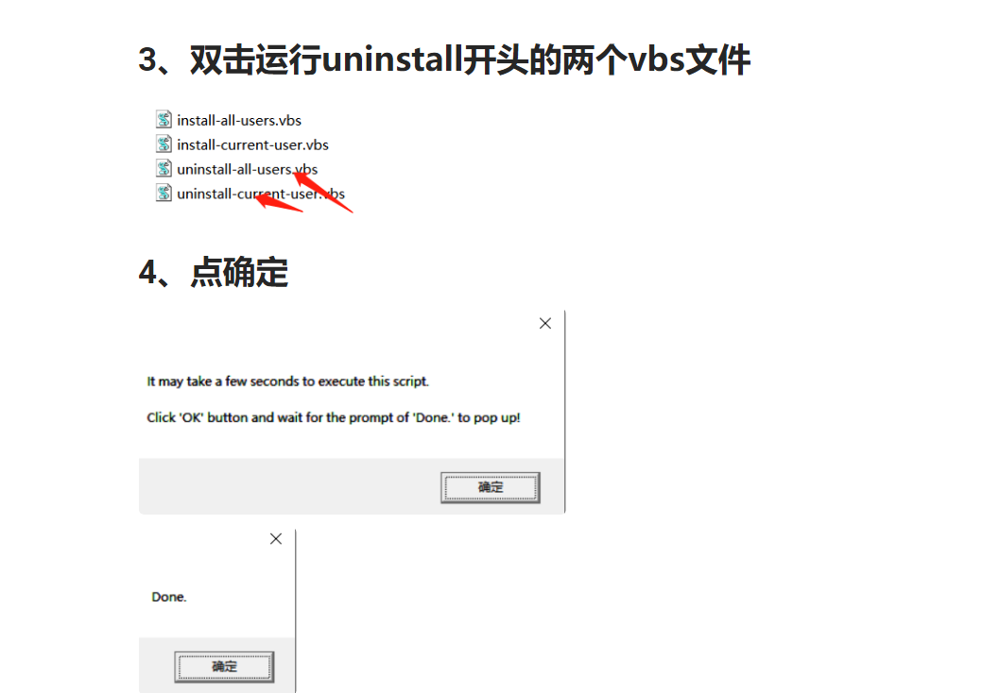 3、双击运行uninstall开头的两个vbs文件
install-all-users.vbs
install-current-user.vbs
uninstall-all-users.vbs
uninstall-current-user.vbs
4、点确定
It may take a few seconds to execute this script.
Click 'OK' button and wait for the prompt of 'Done.' to pop up!
确定
Done.
确定